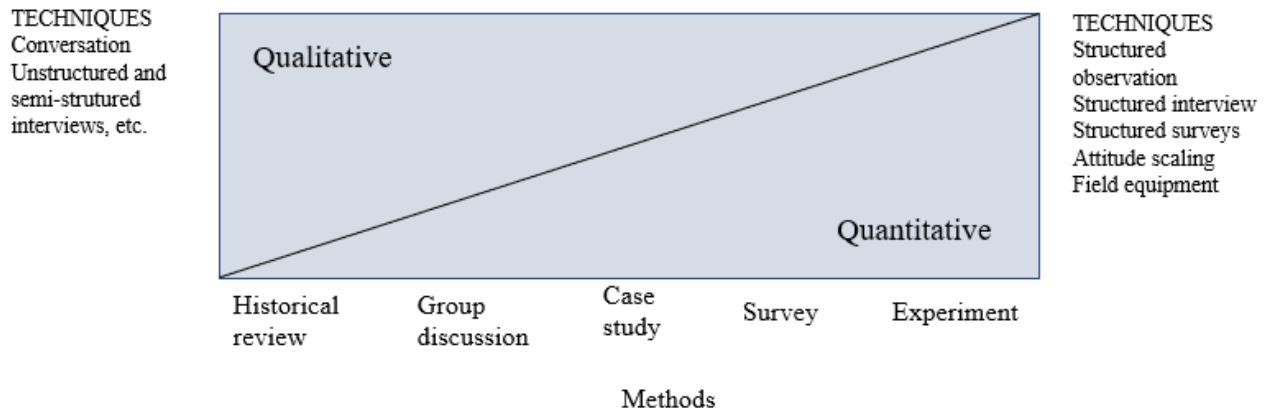 TECHNIQUES
Conversation
Unstructured and
semi-strutured
interviews, etc.
Qualitative
Quantitative
TECHNIQUES
Structured
observation
Structured interview
Structured surveys
Attitude scaling
Field equipment
Historical
review
Group
discussion
Case
study
Survey
Experiment
Methods